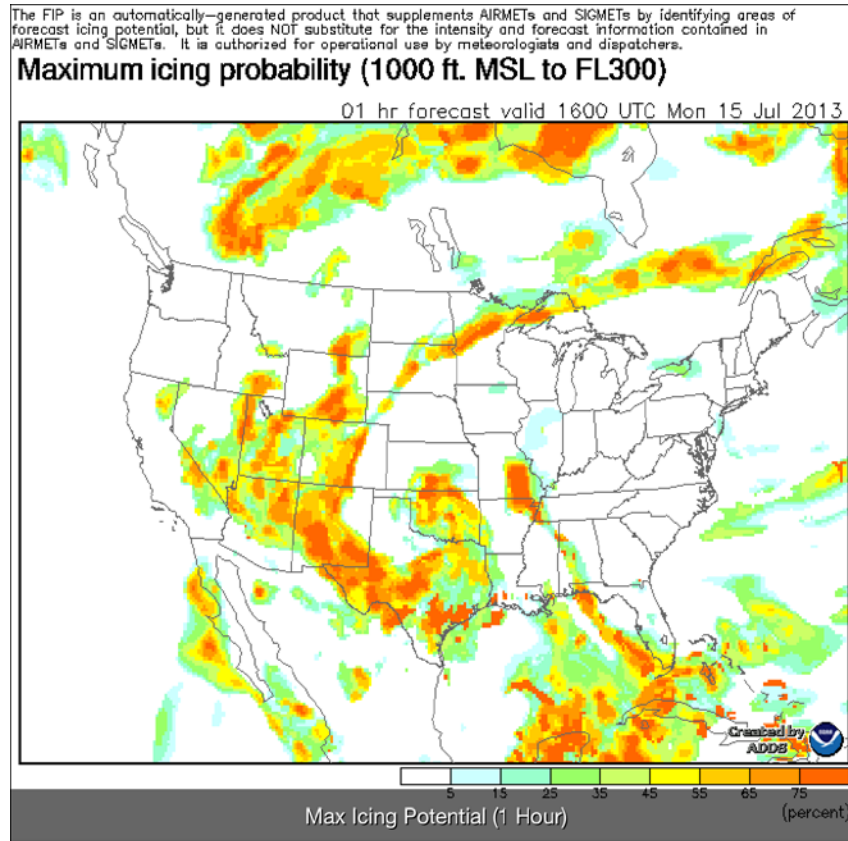 The FIP is an automatically-generated product that supplements AIRMETs and SIGMETs by identifying areas of
forecast icing potential, but it does NOT substitute for the intensity and forecast information contained in
AIRMETs and SIGMETs. It is authorized for operational use by meteorologists and dispatchers.
Maximum icing probability (1000 ft. MSL to FL300)
01 hr forecast valid 1600 UTC Mon 15 Jul 2013
Created by
ADDS
5 15 25 35 45 55 65 75
(percent)
Max Icing Potential (1 Hour)